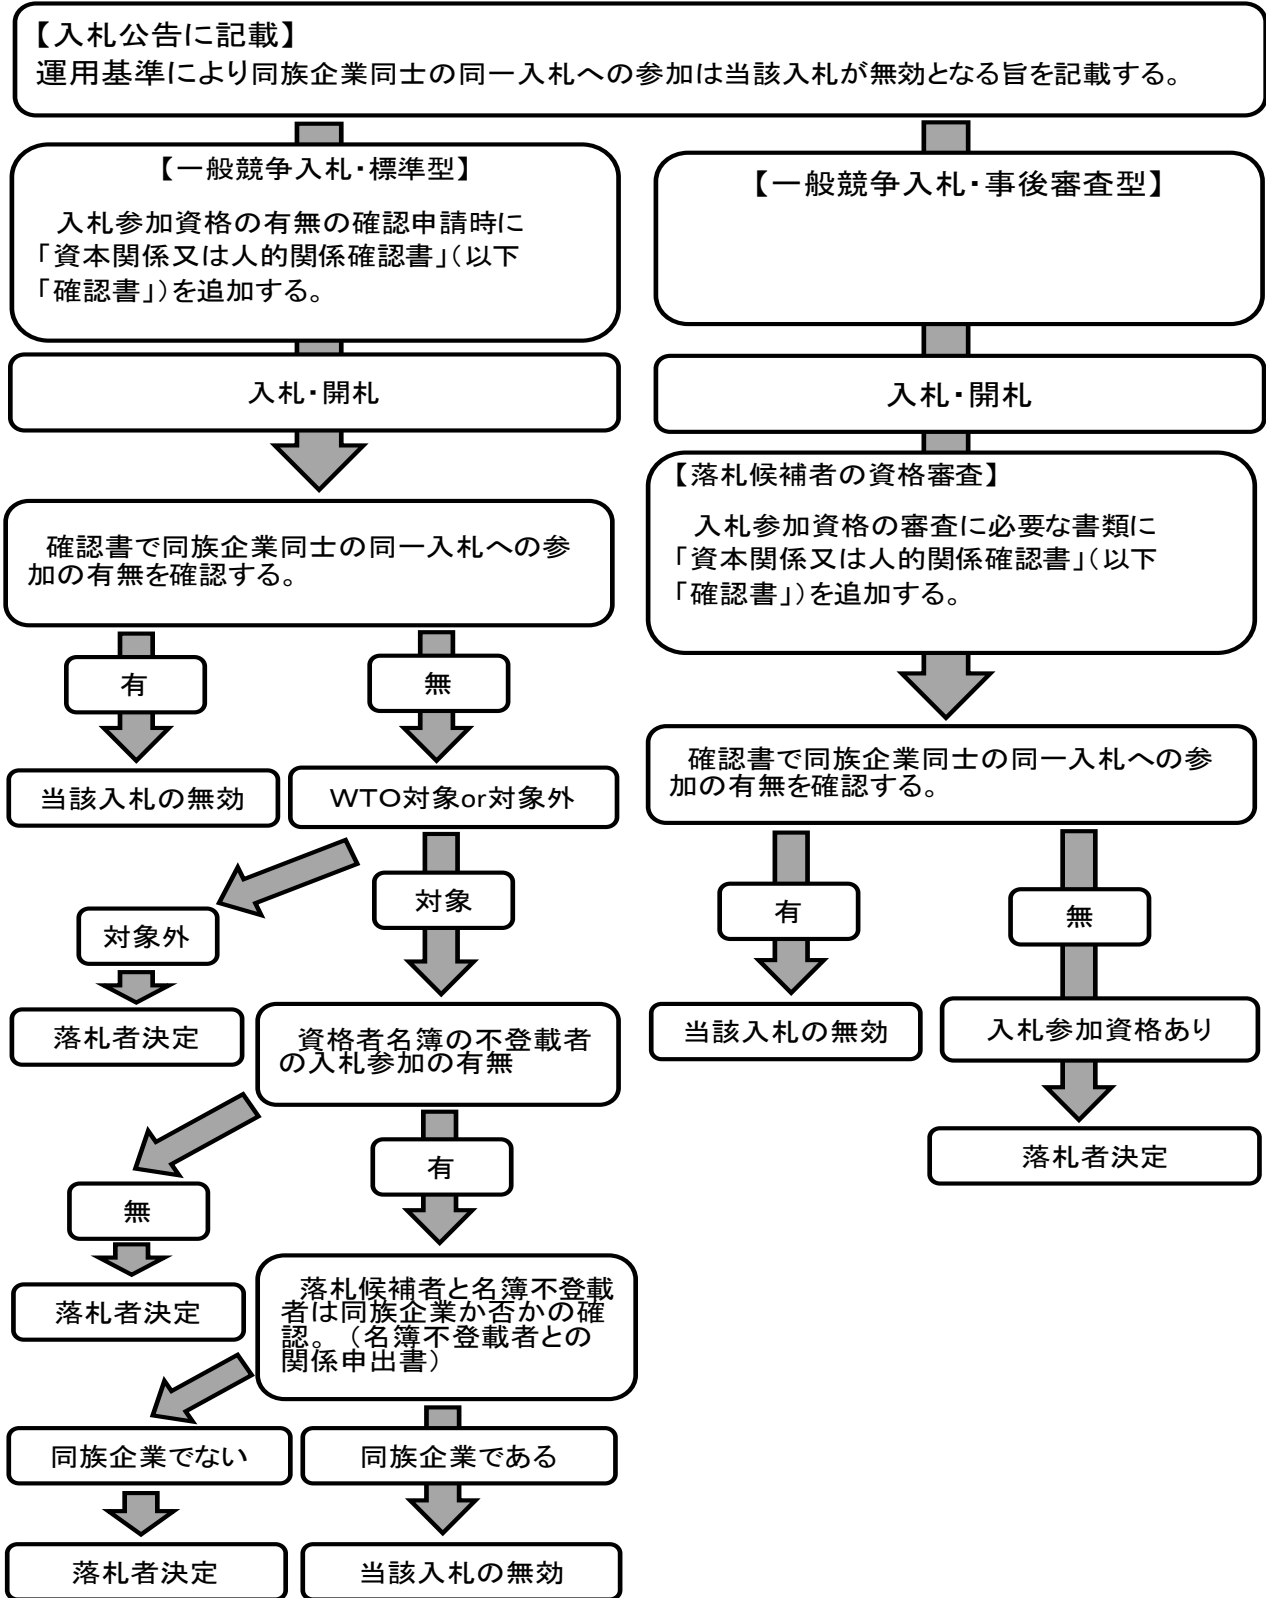 【入札公告に記載】
運用基準により同族企業同士の同一入札への参加は当該入札が無効となる旨を記載する。
【一般競争入札・標準型】
入札参加資格の有無の確認申請時に
「資本関係又は人的関係確認書」（以下
「確認書」）を追加する。
入札・開札
確認書で同族企業同士の同一入札への参
加の有無を確認する。
有
無
当該入札の無効
WTO対象or対象外
対象
対象外
落札者決定
資格者名簿の不登載者
の入札参加の有無
有
無
落札者決定
落札候補者と名簿不登載
者は同族企業か否かの確
認。（名簿不登載者との
関係申出書）
同族企業でない
同族企業である
落札者決定
当該入札の無効
【一般競争入札・事後審査型】
入札・開札
【落札候補者の資格審査】
入札参加資格の審査に必要な書類に
「資本関係又は人的関係確認書」（以下
「確認書」）を追加する。
確認書で同族企業同士の同一入札への参
加の有無を確認する。
有
無
当該入札の無効
入札参加資格あり
落札者決定